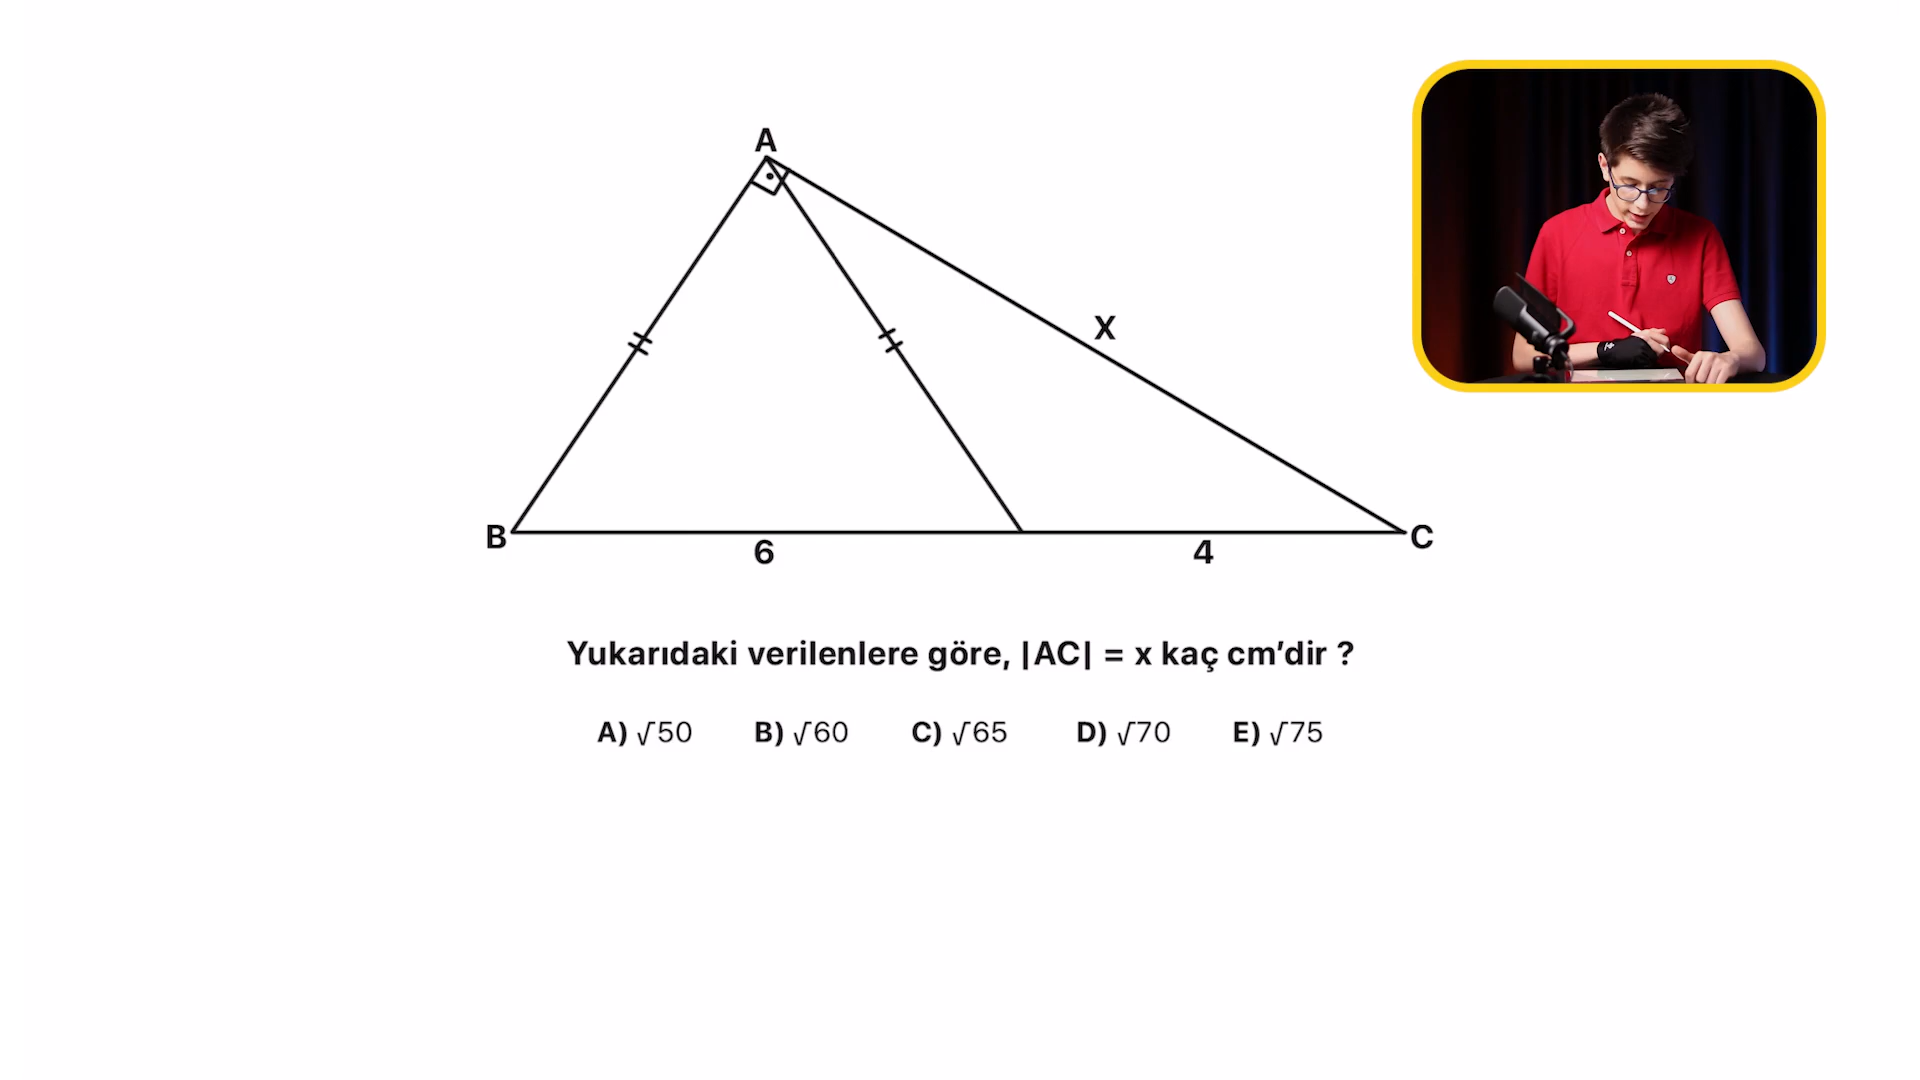 A
X
B
C
6
4
Yukarıdaki verilenlere göre, |AC| = x kaç cm’dir ?
A) √50 B) √60 C) √65 D) √70 E) √75